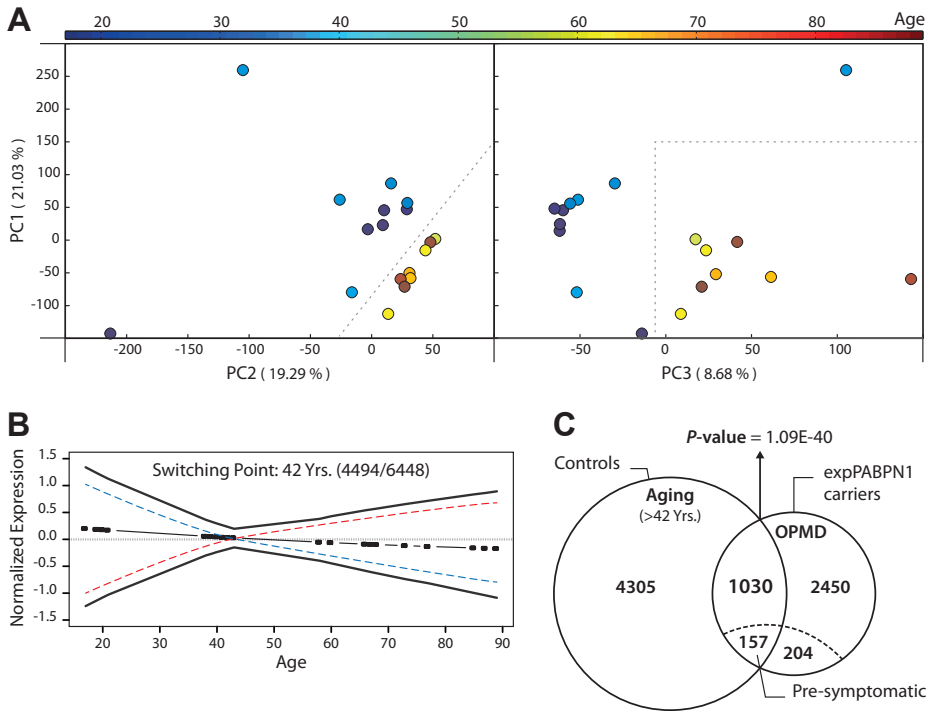 A
20 30 40 50 60 70 80 Age
250
200
150
100
50
0
-50
-100
PC1 ( 21.03 % )
-200 -150 -100 -50 0 50
PC2 ( 19.29 % )
-50 0 50 100
PC3 ( 8.68 % )
B
Switching Point: 42 Yrs. (4494/6448)
1.5
1.0
0.5
0.0
-0.5
-1.0
-1.5
Normalized Expression
20 30 40 50 60 70 80 90
Age
C
P-value = 1.09E-40
Controls
expPABPN1
carriers
Aging
(>42 Yrs.)
OPMD
4305
1030
2450
157
204
Pre-symptomatic